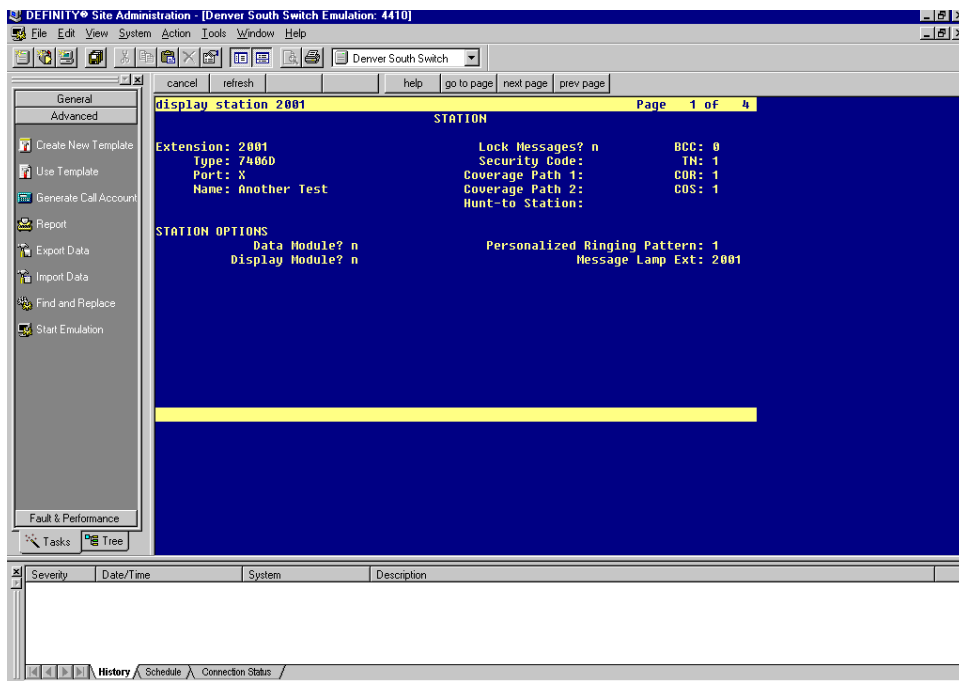 DEFINITY® Site Administration - [Denver South Switch Emulation: 4410]
File Edit View System Action Tools Window Help
Denver South Switch
cancel refresh help go to page next page prev page
General
Advanced
Create New Template
Use Template
Generate Call Account
Report
Export Data
Import Data
Find and Replace
Start Emulation
Fault & Performance
Tasks Tree
display station 2001 Page 1 of 4
STATION
Extension: 2001 Lock Messages? n BCC: 0
Type: 7406D Security Code: TN: 1
Port: X Coverage Path 1: COR: 1
Name: Another Test Coverage Path 2: COS: 1
Hunt-to Station:
STATION OPTIONS
Data Module? n Personalized Ringing Pattern: 1
Display Module? n Message Lamp Ext: 2001
Severity Date/Time System Description
History Schedule Connection Status